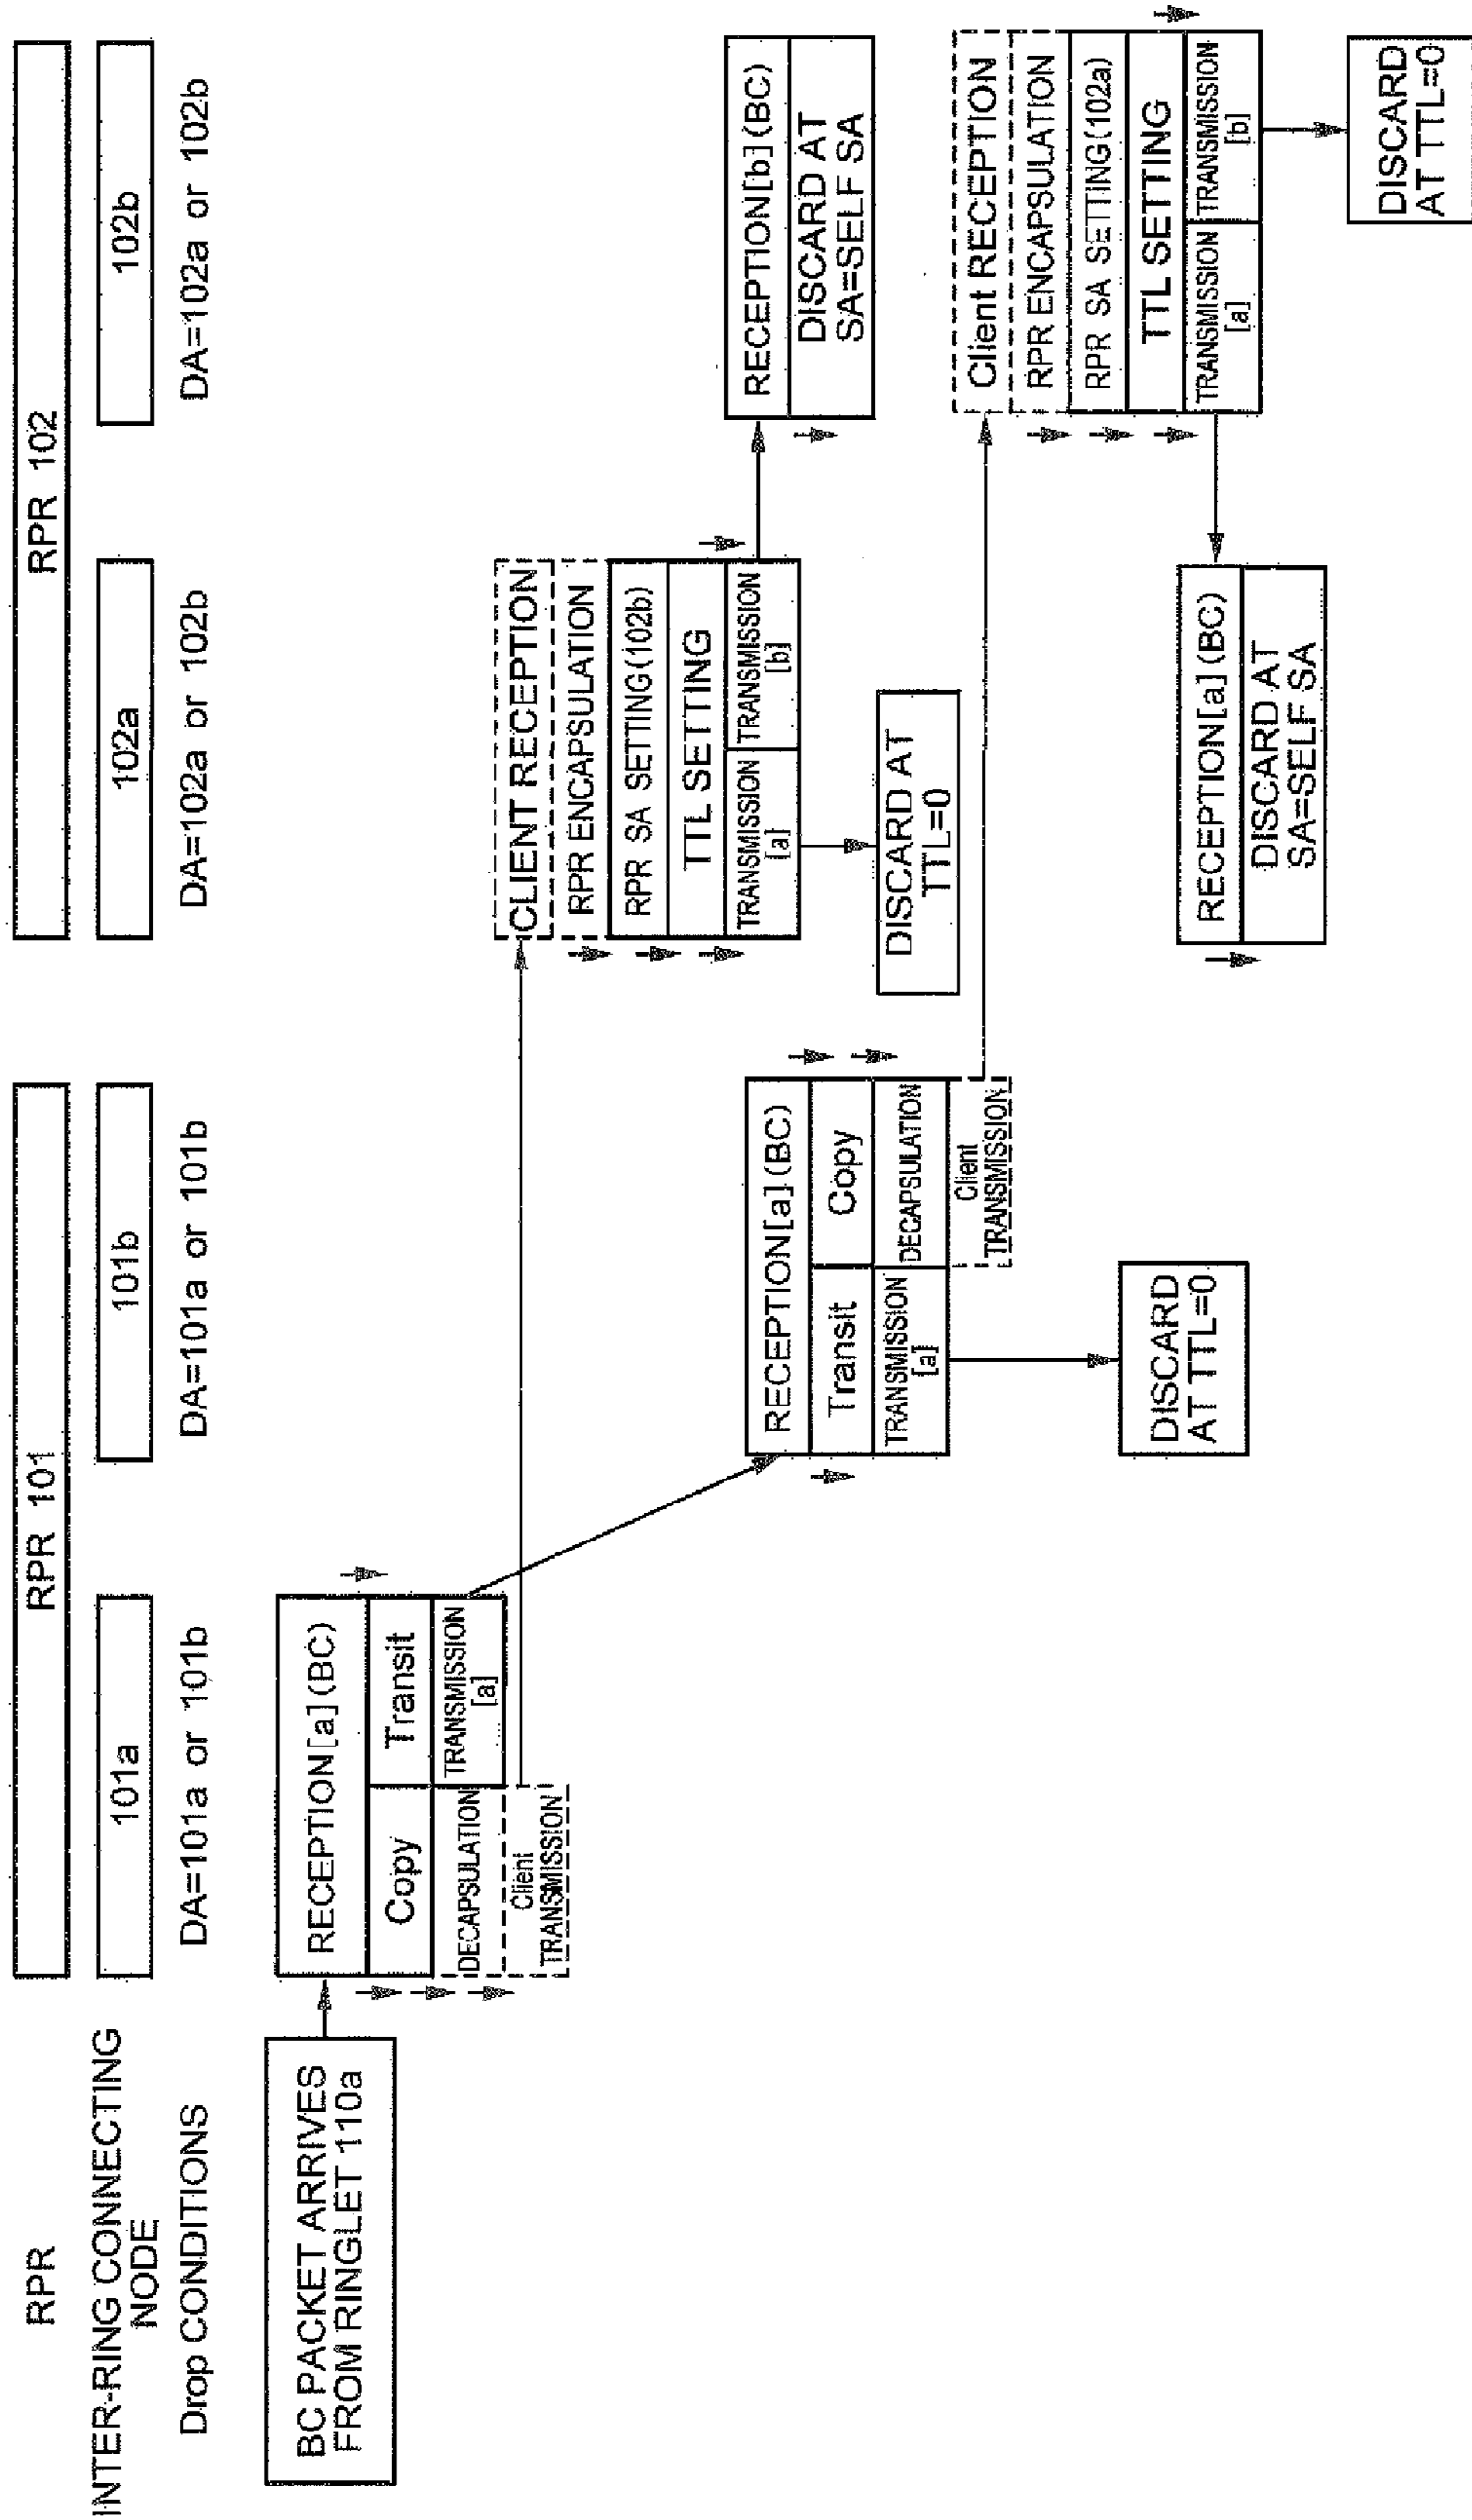 RPR
RPR 101
RPR 102
INTER-RING CONNECTING
NODE
101a
101b
102a
102b
Drop CONDITIONS
DA=101a or 101b
DA=101a or 101b
DA=102a or 102b
DA=102a or 102b
BC PACKET ARRIVES
FROM RINGLET 110a
RECEPTION[a](BC)
Copy
Transit
DECAPSULATION
TRANSMISSION
[a]
Client
TRANSMISSION
CLIENT RECEPTION
RPR ENCAPSULATION
RPR SA SETTING(102b)
TTL SETTING
TRANSMISSION
[a]
TRANSMISSION
[b]
DISCARD AT
TTL=0
RECEPTION[b](BC)
DISCARD AT
SA=SELF SA
RECEPTION[a](BC)
Transit
Copy
TRANSMISSION
[a]
DECAPSULATION
Client
TRANSMISSION
DISCARD
AT TTL=0
Client RECEPTION
RPR ENCAPSULATION
RPR SA SETTING(102a)
TTL SETTING
TRANSMISSION
[a]
TRANSMISSION
[b]
RECEPTION[a](BC)
DISCARD AT
SA=SELF SA
DISCARD
AT TTL=0